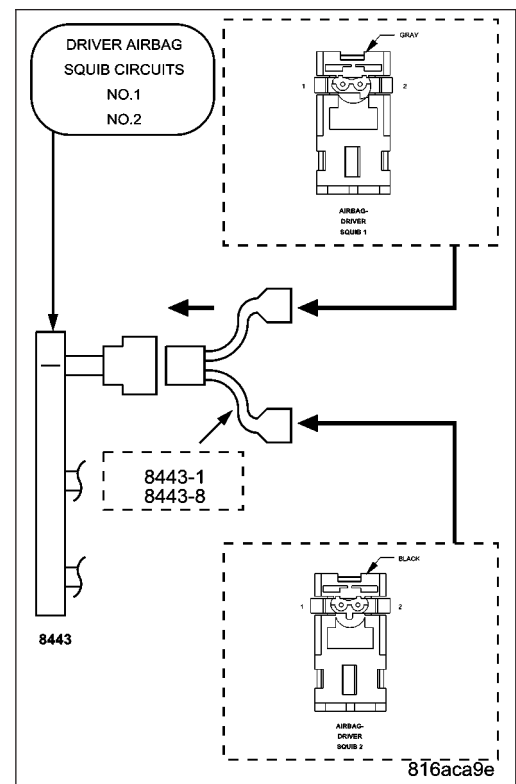 DRIVER AIRBAG
SQUIB CIRCUITS
NO.1
NO.2
GRAY
1
2
AIRBAG-
DRIVER
SQUIB 1
8443-1
8443-8
8443
BLACK
1
2
AIRBAG-
DRIVER
SQUIB 2
816aca9e